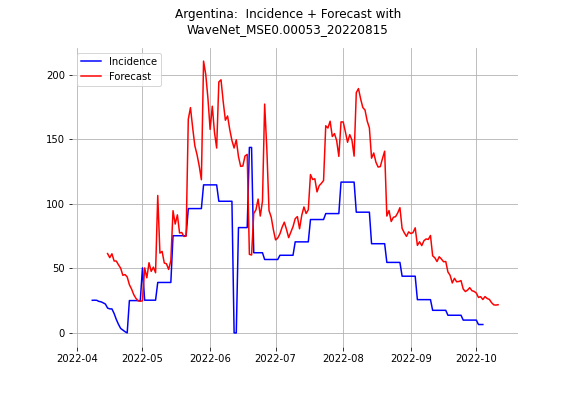 Argentina:  Incidence + Forecast with
WaveNet_MSE0.00053_20220815
Incidence
Forecast
200
150
100
50
0
2022-04 2022-05 2022-06 2022-07 2022-08 2022-09 2022-10